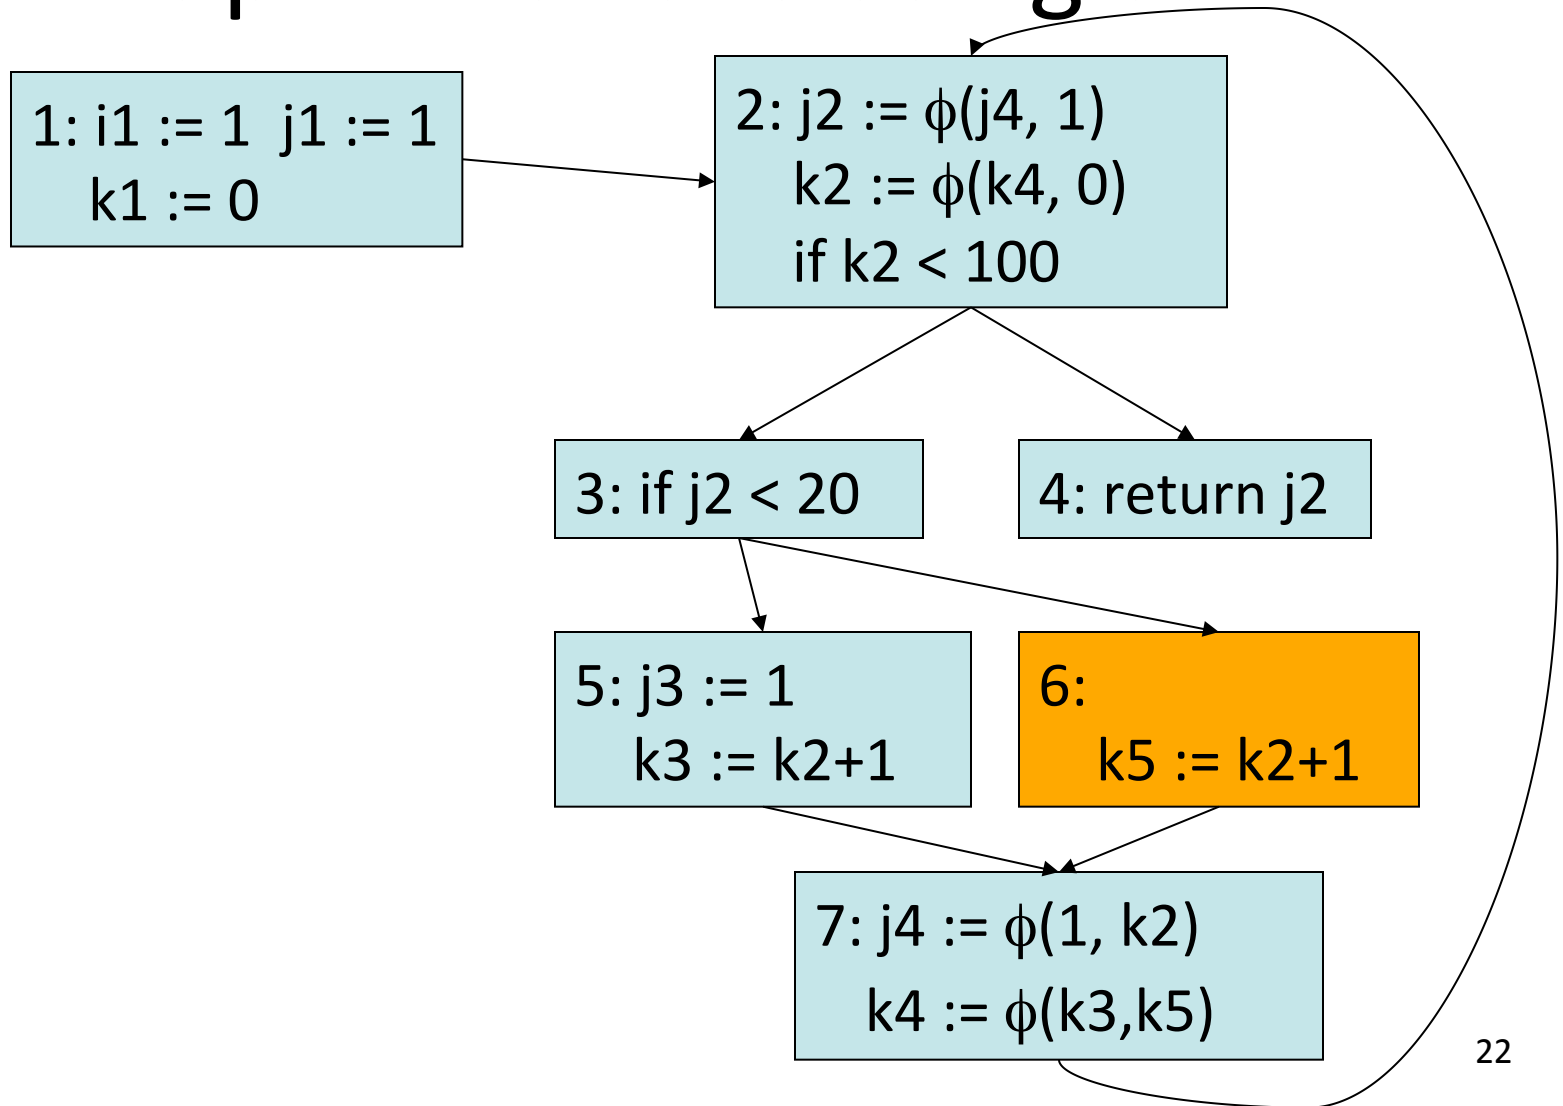 1: i1 := 1 j1 := 1
k1 := 0
2: j2 := ϕ(j4, 1)
k2 := ϕ(k4, 0)
if k2 < 100
3: if j2 < 20
4: return j2
5: j3 := 1
k3 := k2+1
6:
k5 := k2+1
7: j4 := ϕ(1, k2)
k4 := ϕ(k3,k5)
22